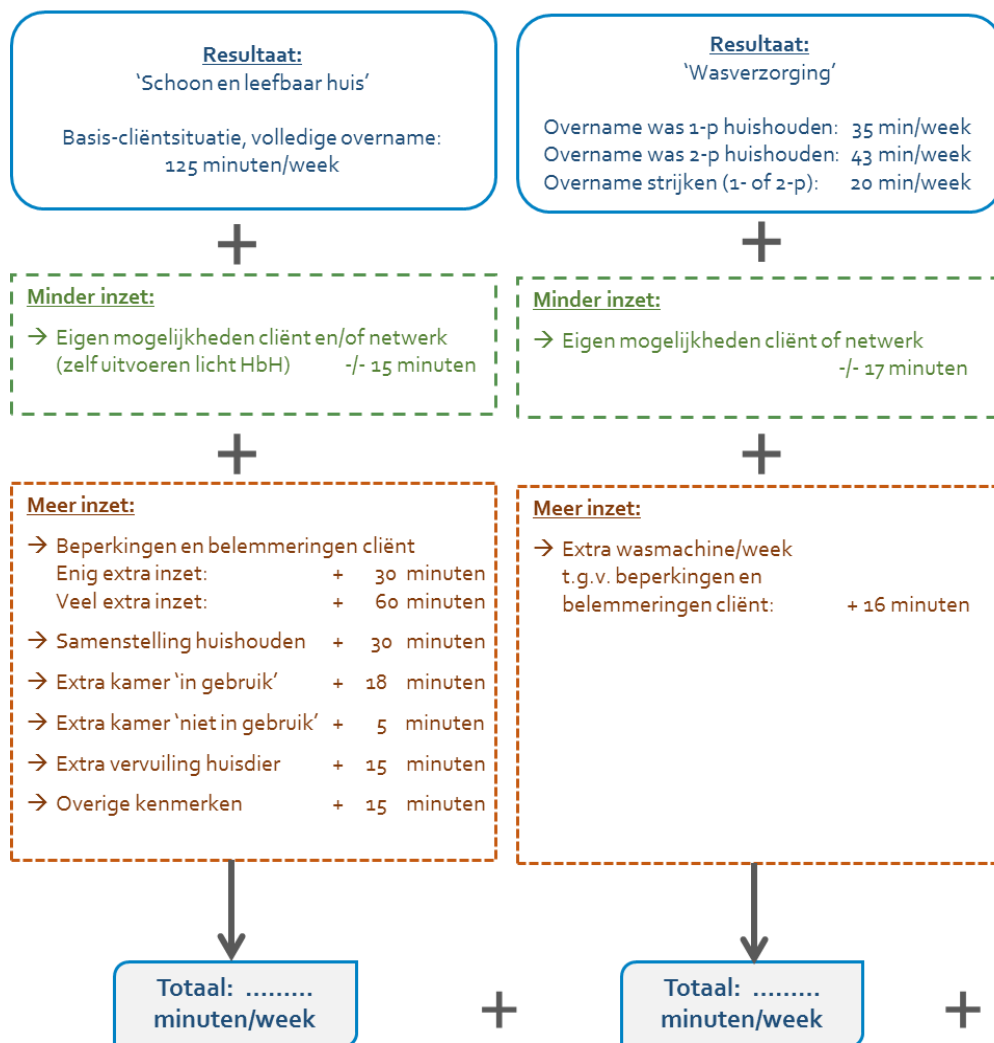 Resultaat:
‘Schoon en leefbaar huis’
Basis-cliëntsituatie, volledige overname:
125 minuten/week
+
Minder inzet:
→ Eigen mogelijkheden cliënt en/of netwerk
(zelf uitvoeren licht HbH) -/- 15 minuten
+
Meer inzet:
→ Beperkingen en belemmeringen cliënt
Enig extra inzet: + 30 minuten
Veel extra inzet: + 60 minuten
→ Samenstelling huishouden + 30 minuten
→ Extra kamer ‘in gebruik’ + 18 minuten
→ Extra kamer ‘niet in gebruik’ + 5 minuten
→ Extra vervuiling huisdier + 15 minuten
→ Overige kenmerken + 15 minuten
Totaal: .........
minuten/week
+
Resultaat:
‘Wasverzorging’
Overname was 1-p huishouden: 35 min/week
Overname was 2-p huishouden: 43 min/week
Overname strijken (1- of 2-p): 20 min/week
+
Minder inzet:
→ Eigen mogelijkheden cliënt of netwerk
-/- 17 minuten
+
Meer inzet:
→ Extra wasmachine/week
t.g.v. beperkingen en
belemmeringen cliënt: + 16 minuten
Totaal: .........
minuten/week
+